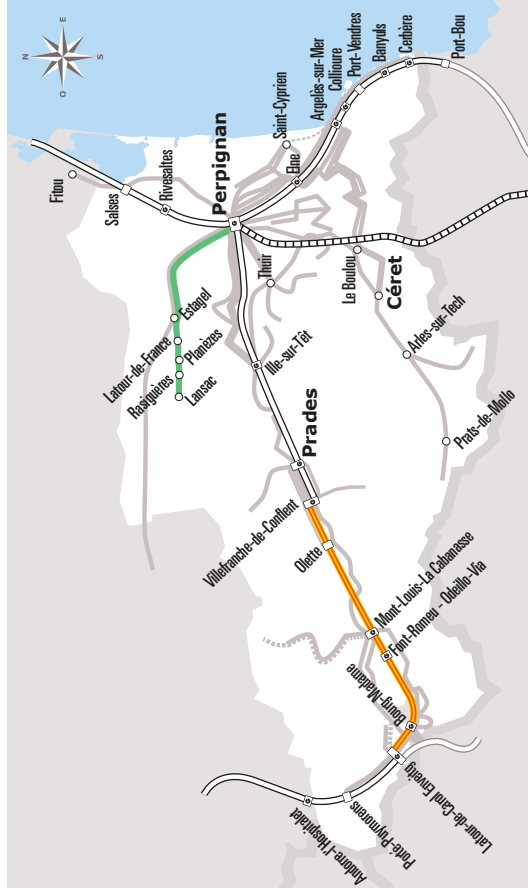 N
O
E
S
Fitou
Salses
Rivesaltes
Perpignan
Saint-Cyprien
Elne
Argelès-sur-Mer
Collioure
Port-Vendres
Banyuls
Cerbère
Port-Bou
Estagel
Latour-de-France
Planèzes
Rasiguères
Lansac
Thuir
Ille-sur-Têt
Le Boulou
Céret
Arles-sur-Tech
Prats-de-Mollo
Prades
Villefranche-de-Conflent
Olette
Mont-Louis-La Cabanasse
Font-Romeu - Odeillo-Via
Bourg-Madame
Latour-de-Carol Enveitg
Porté-Puymorens
Andorre-l'Hospitalet